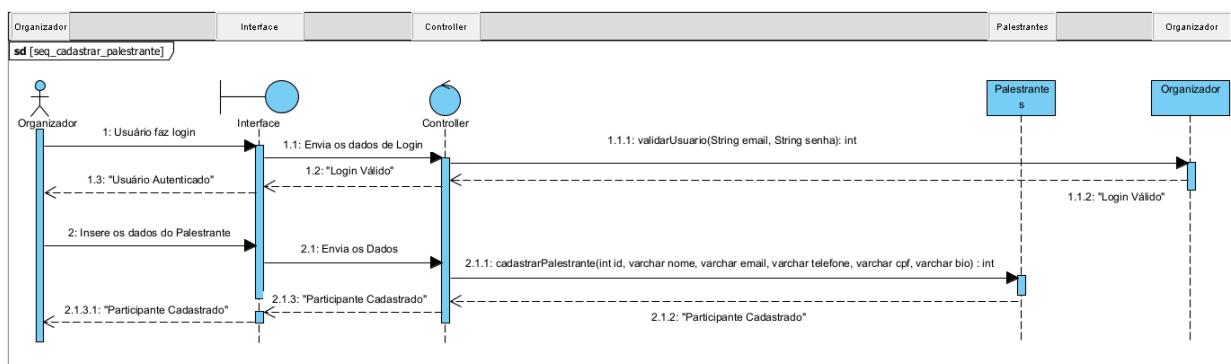 Organizador Interface Controller Palestrantes Organizador
sd [seq_cadastrar_palestrante]
Organizador
Interface
Controller
Palestrante
s
Organizador
1: Usuário faz login
1.1: Envia os dados de Login
1.1.1: validarUsuario(String email, String senha): int
1.2: "Login Válido"
1.3: "Usuário Autenticado"
1.1.2: "Login Válido"
2: Insere os dados do Palestrante
2.1: Envia os Dados
2.1.1: cadastrarPalestrante(int id, varchar nome, varchar email, varchar telefone, varchar cpf, varchar bio) : int
2.1.3: "Participante Cadastrado"
2.1.3.1: "Participante Cadastrado"
2.1.2: "Participante Cadastrado"